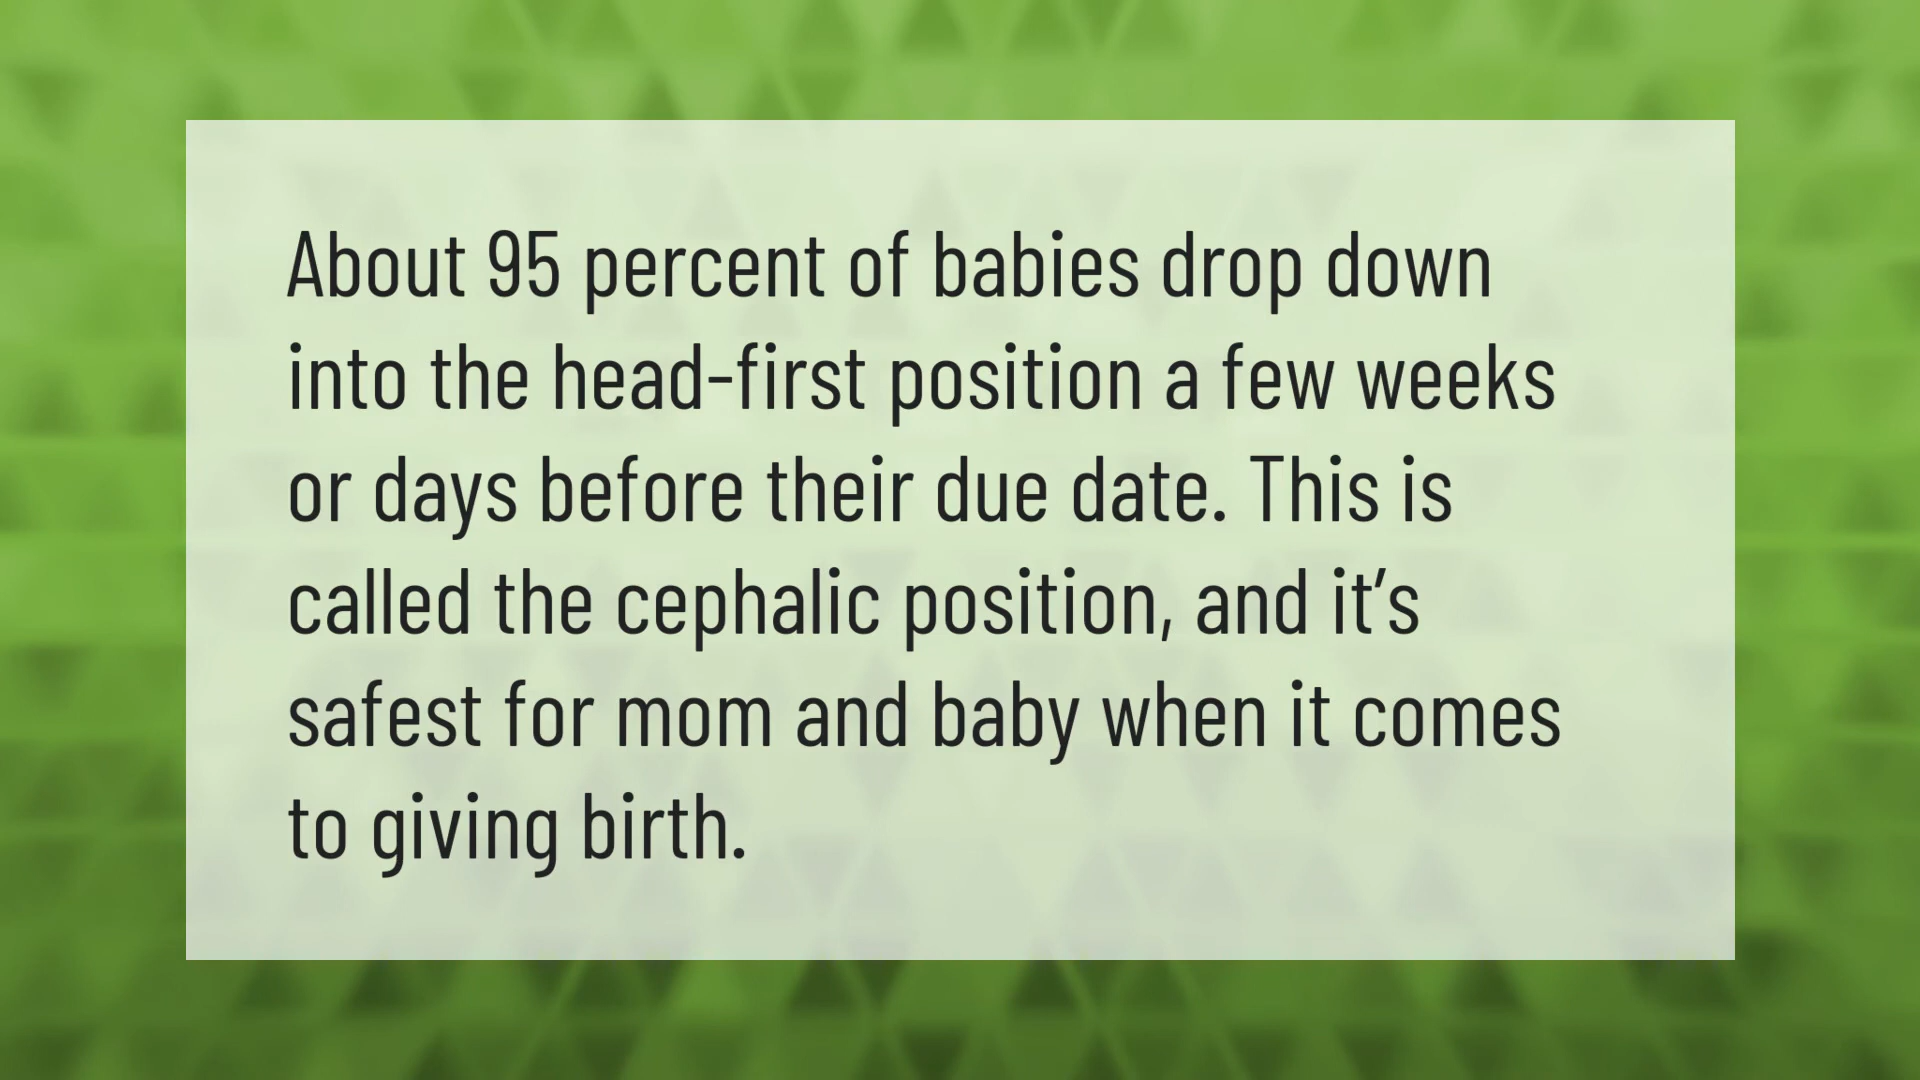 About 95 percent of babies drop down
into the head-first position a few weeks
or days before their due date. This is
called the cephalic position, and it’s
safest for mom and baby when it comes
to giving birth.